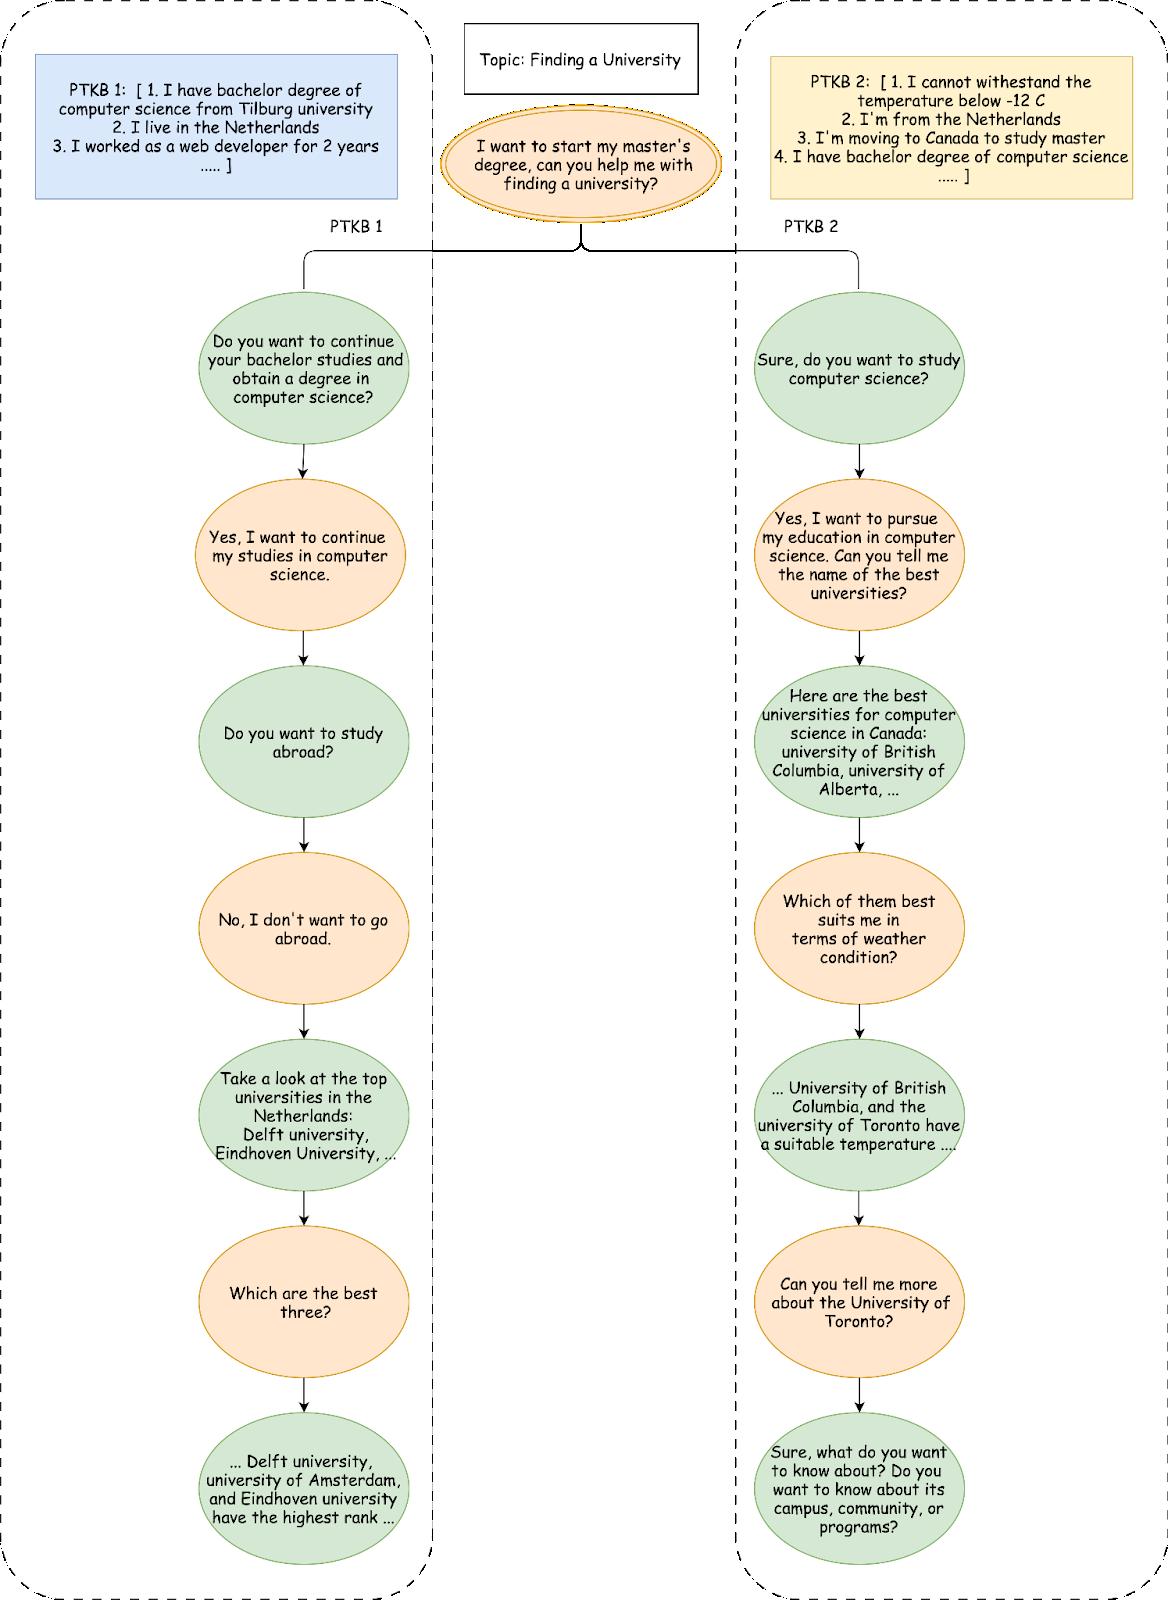 Topic: Finding a University
PTKB 1:  [ 1. I have bachelor degree of
computer science from Tilburg university
2. I live in the Netherlands
3. I worked as a web developer for 2 years
..... ]
I want to start my master's
degree, can you help me with
finding a university?
PTKB 2:  [ 1. I cannot withestand the
temperature below -12 C
2. I'm from the Netherlands
3. I'm moving to Canada to study master
4. I have bachelor degree of computer science
..... ]
PTKB 1
PTKB 2
Do you want to continue
your bachelor studies and
obtain a degree in
computer science?
Yes, I want to continue
my studies in computer
science.
Do you want to study
abroad?
No, I don't want to go
abroad.
Take a look at the top
universities in the
Netherlands:
Delft university,
Eindhoven University, ...
Which are the best
three?
... Delft university,
university of Amsterdam,
and Eindhoven university
have the highest rank ...
Sure, do you want to study
computer science?
Yes, I want to pursue
my education in computer
science. Can you tell me
the name of the best
universities?
Here are the best
universities for computer
science in Canada:
university of British
Columbia, university of
Alberta, ...
Which of them best
suits me in
terms of weather
condition?
... University of British
Columbia, and the
university of Toronto have
a suitable temperature ....
Can you tell me more
about the University of
Toronto?
Sure, what do you want
to know about? Do you
want to know about its
campus, community, or
programs?